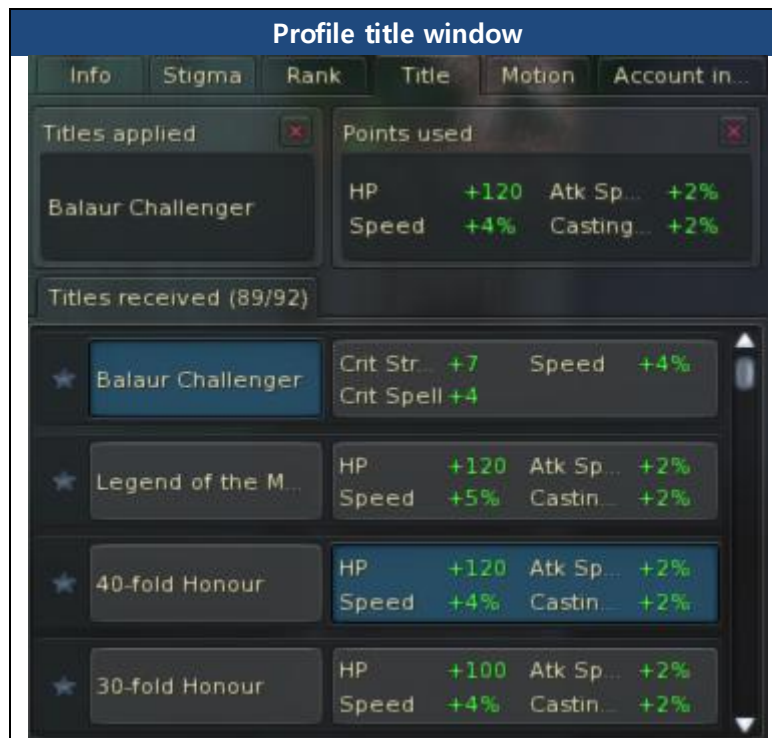 Profile title window
Info Stigma Rank Title Motion Account in...
Titles applied Points used
Balaur Challenger
HP +120 Atk Sp... +2%
Speed +4% Casting... +2%
Titles received (89/92)
Balaur Challenger
Crit Str... +7 Speed +4%
Crit Spell +4
Legend of the M...
HP +120 Atk Sp... +2%
Speed +5% Castin... +2%
40-fold Honour
HP +120 Atk Sp... +2%
Speed +4% Castin... +2%
30-fold Honour
HP +100 Atk Sp... +2%
Speed +4% Castin... +2%